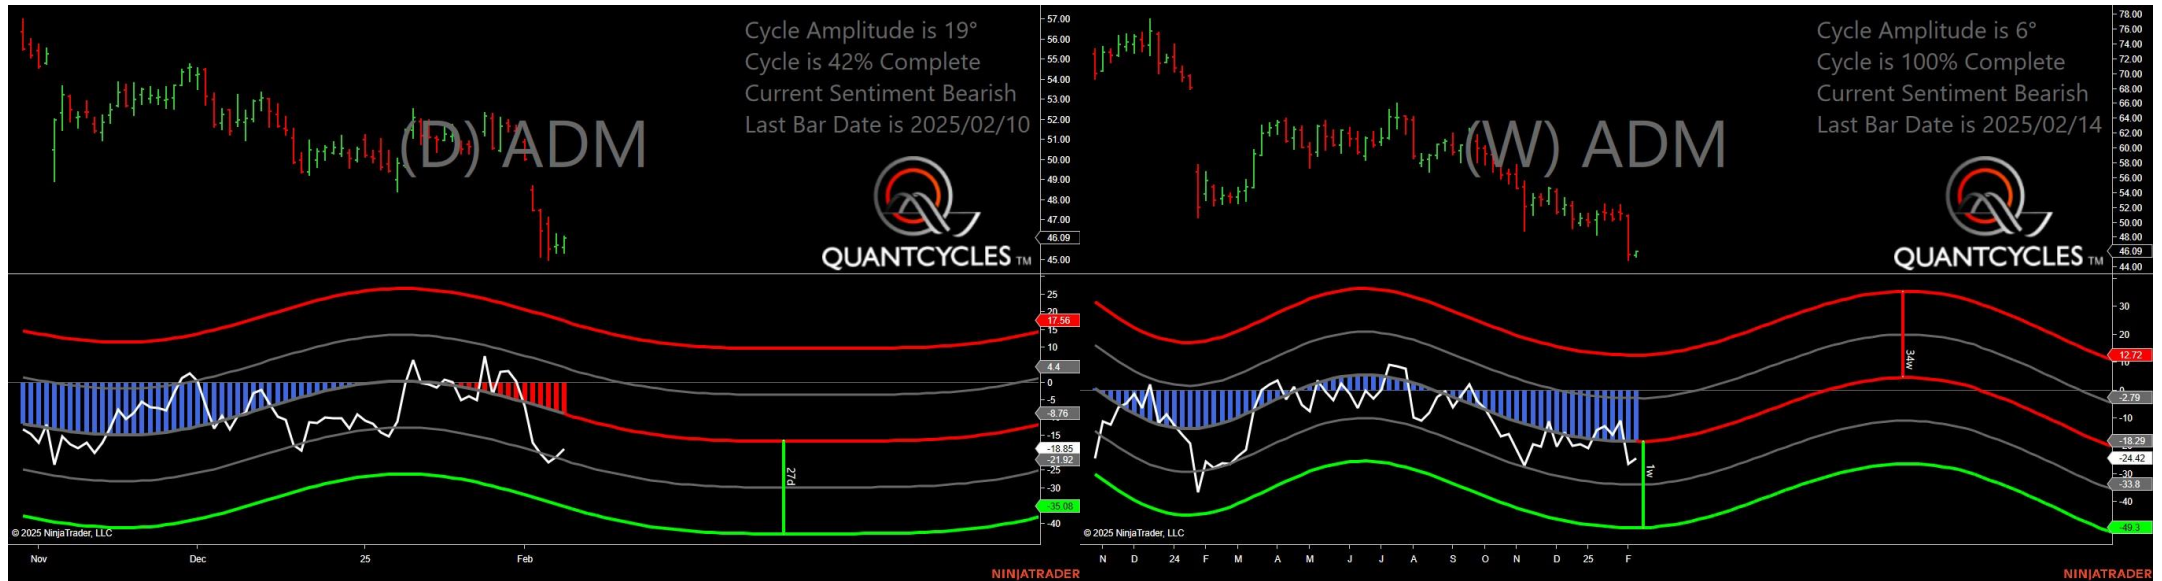 Cycle Amplitude is 19°
Cycle is 42% Complete
Current Sentiment Bearish
Last Bar Date is 2025/02/10
(D) ADM
QUANTCYCLES TM
57.00
56.00
55.00
54.00
53.00
52.00
51.00
50.00
49.00
48.00
47.00
46.09
45.00
25
17.56
15
10
4.4
0
-5
-8.76
-15
-18.85
-21.92
-25
-30
-35.08
-40
27d
© 2025 NinjaTrader, LLC
Nov Dec 25 Feb
NINJATRADER
Cycle Amplitude is 6°
Cycle is 100% Complete
Current Sentiment Bearish
Last Bar Date is 2025/02/14
(W) ADM
QUANTCYCLES TM
78.00
76.00
74.00
72.00
70.00
68.00
66.00
64.00
62.00
60.00
58.00
56.00
54.00
52.00
50.00
48.00
46.09
44.00
30
20
12.72
0
-2.79
-10
-18.29
-24.42
-30
-33.8
-40
-49.3
34w
1w
© 2025 NinjaTrader, LLC
N D 24 F M A M J J A S O N D 25 F
NINJATRADER